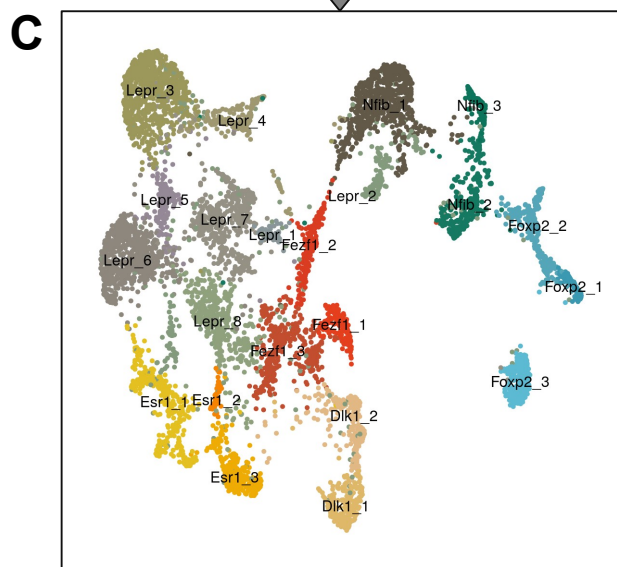 C
Lepr_3
Lepr_4
Nfib_1
Nfib_3
Lepr_5
Lepr_7
Lepr_1
Lepr_2
Fezf1_2
Nfib_2
Foxp2_2
Lepr_6
Foxp2_1
Lepr_8
Fezf1_1
Fezf1_3
Foxp2_3
Esr1_1
Esr1_2
Dlk1_2
Esr1_3
Dlk1_1